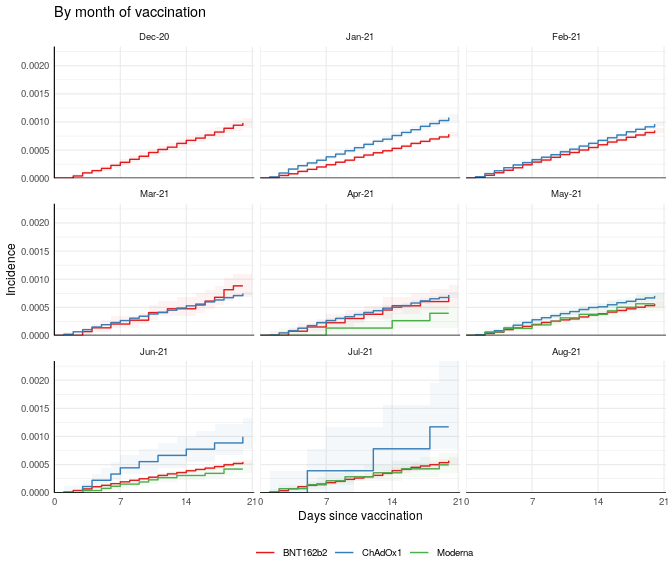 By month of vaccination
Dec-20 Jan-21 Feb-21
0.0020
0.0015
0.0010
0.0005
0.0000
Mar-21 Apr-21 May-21
0.0020
0.0015
0.0010
0.0005
0.0000
Incidence
Jun-21 Jul-21 Aug-21
0.0020
0.0015
0.0010
0.0005
0.0000
0 7 14 21 0 7 14 21 0 7 14 21
Days since vaccination
BNT162b2 ChAdOx1 Moderna